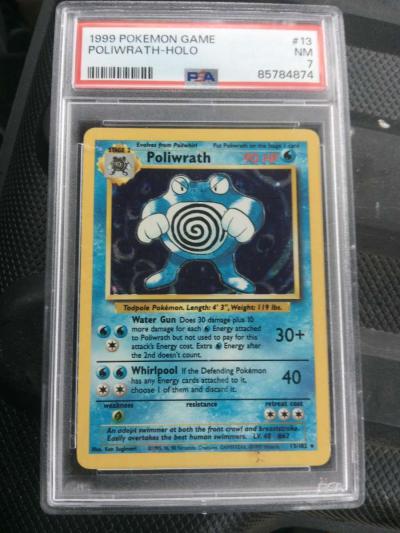 1999 POKEMON GAME #13
POLIWRATH-HOLO NM
7
PSA 85784874
Evolves from Poliwhirl Put Poliwrath on the Stage 1 card
STAGE 2 Poliwrath 90 HP
Tadpole Pokémon. Length: 4' 3", Weight: 119 lbs.
Water Gun Does 30 damage plus 10
more damage for each Energy attached
to Poliwrath but not used to pay for this
attack's Energy cost. Extra Energy after
the 2nd doesn't count.
30+
Whirlpool If the Defending Pokémon
has any Energy cards attached to it,
choose 1 of them and discard it.
40
weakness resistance retreat cost
An adept swimmer at both the front crawl and breaststroke.
Easily overtakes the best human swimmers. LV. 48 #62
Illus. Ken Sugimori 13/102